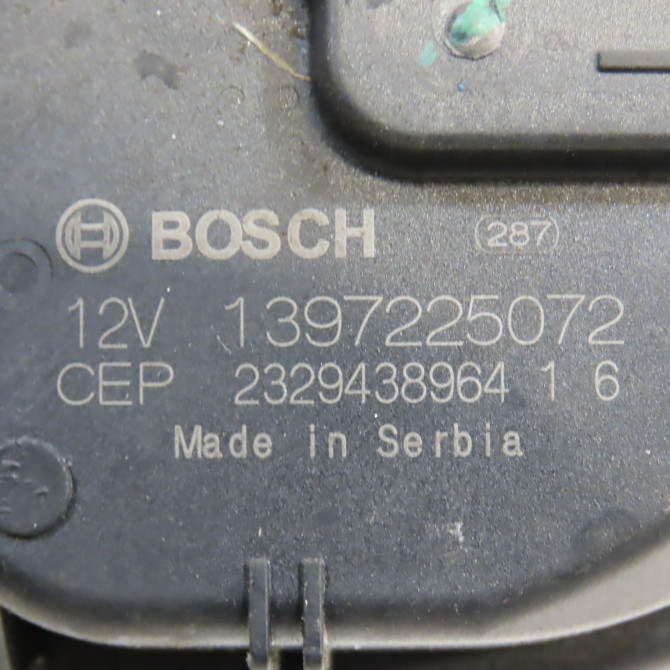 BOSCH 287
12V 1397225072
CEP 2329438964 1 6
Made in Serbia